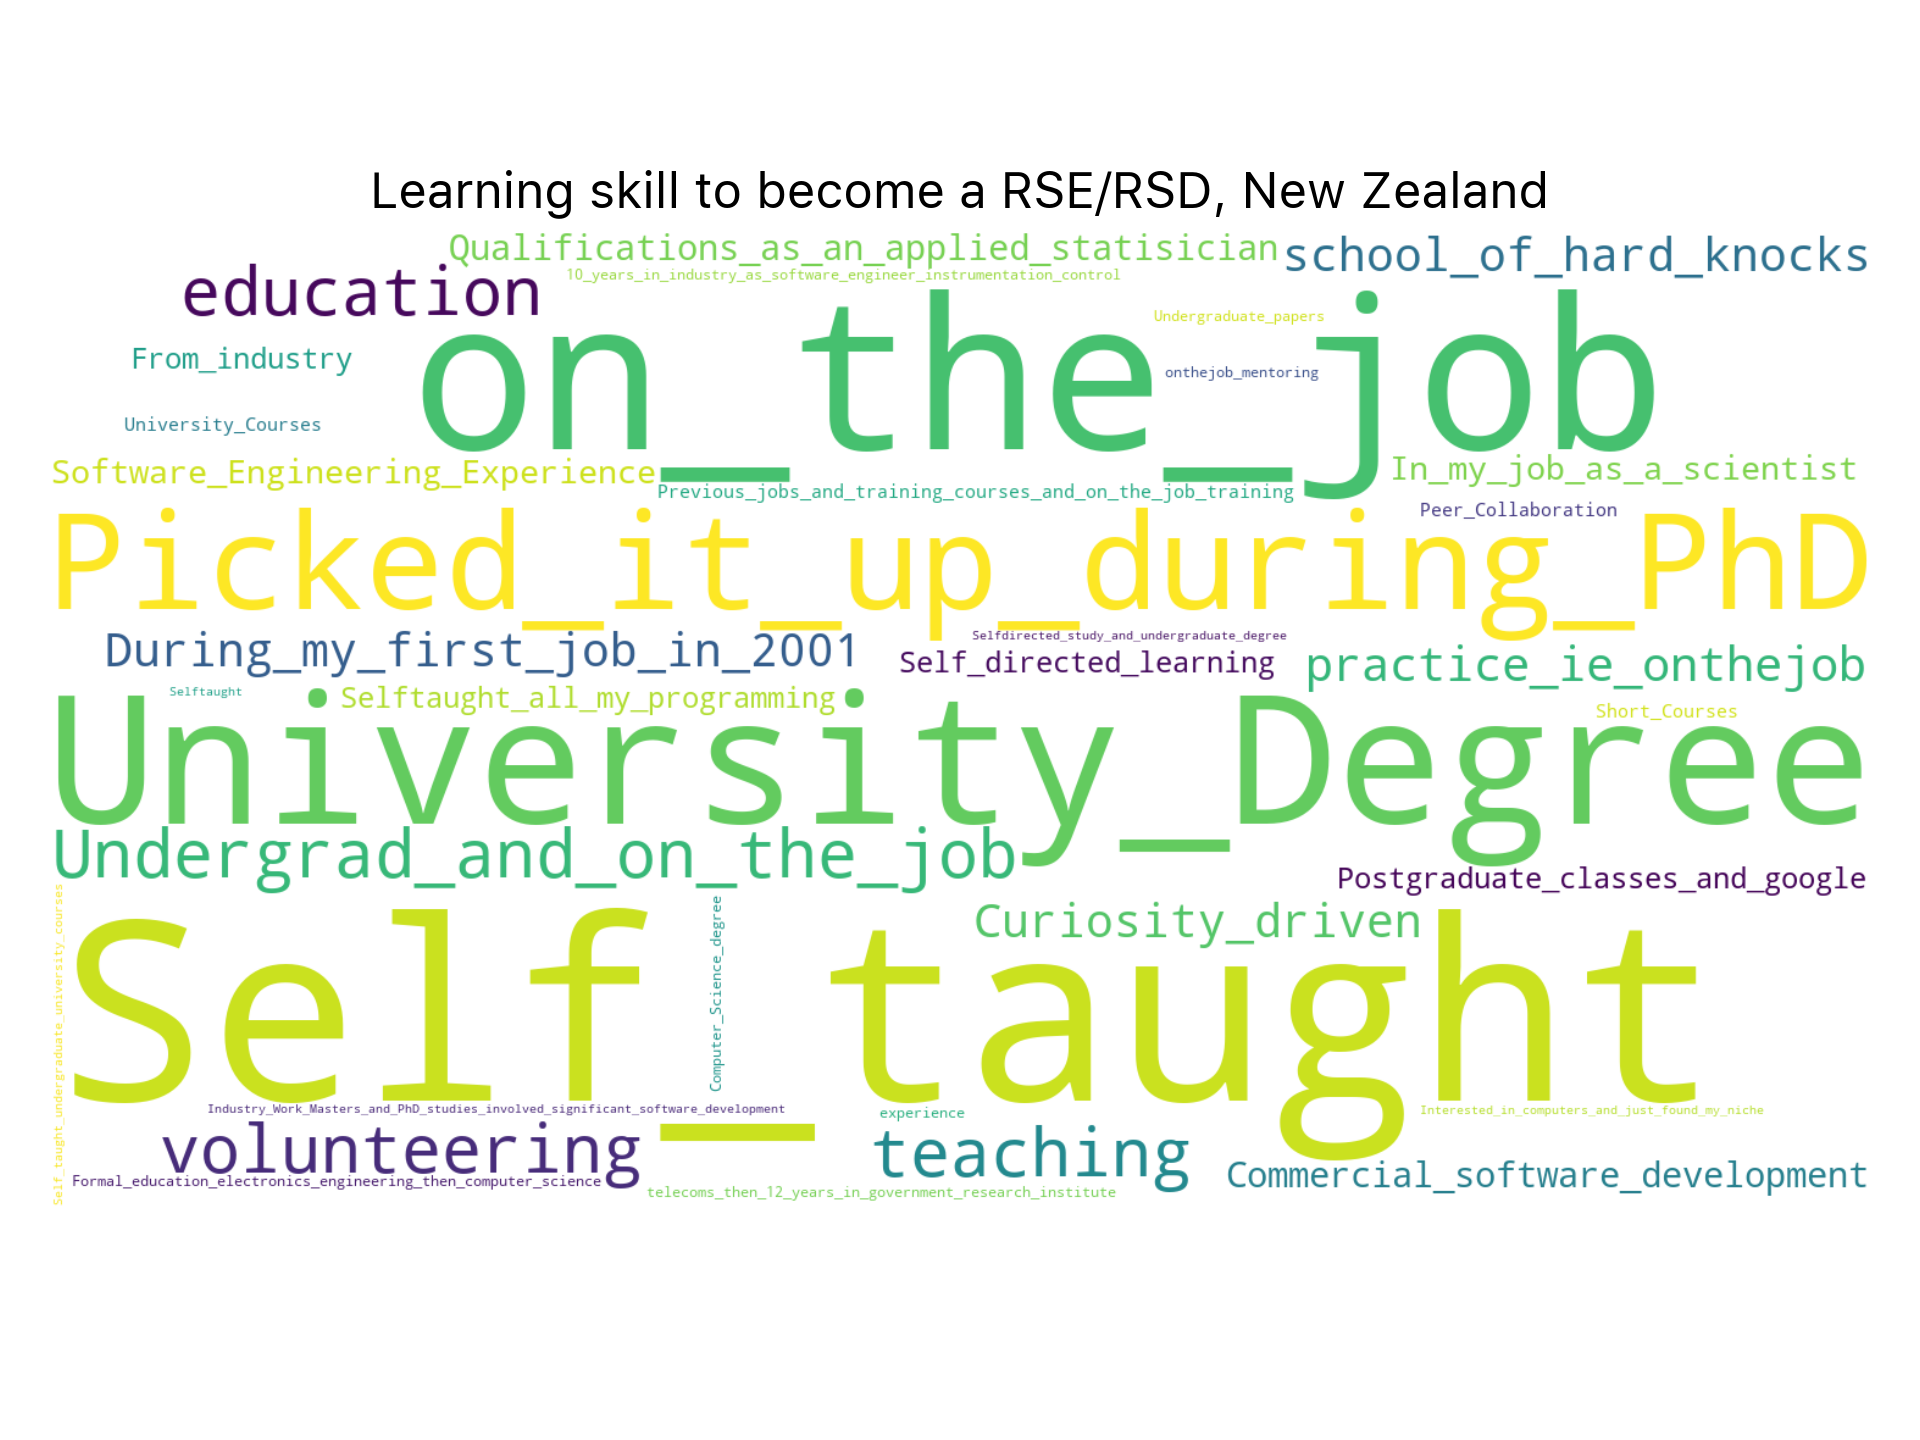 Learning skill to become a RSE/RSD, New Zealand
Qualifications_as_an_applied_statisician
school_of_hard_knocks
education
10_years_in_industry_as_software_engineer_instrumentation_control
on_the_job
Undergraduate_papers
From_industry
onthejob_mentoring
University_Courses
Software_Engineering_Experience
In_my_job_as_a_scientist
Previous_jobs_and_training_courses_and_on_the_job_training
Peer_Collaboration
Picked_it_up_during_PhD
During_my_first_job_in_2001
Selfdirected_study_and_undergraduate_degree
Self_directed_learning
practice_ie_onthejob
Selftaught
Selftaught_all_my_programming
Short_Courses
University_Degree
Undergrad_and_on_the_job
Postgraduate_classes_and_google
Self_taught_undergraduate_university_courses
Computer_Science_degree
Curiosity_driven
Self_taught
Industry_Work_Masters_and_PhD_studies_involved_significant_software_development
experience
Interested_in_computers_and_just_found_my_niche
volunteering
teaching
Formal_education_electronics_engineering_then_computer_science
telecoms_then_12_years_in_government_research_institute
Commercial_software_development